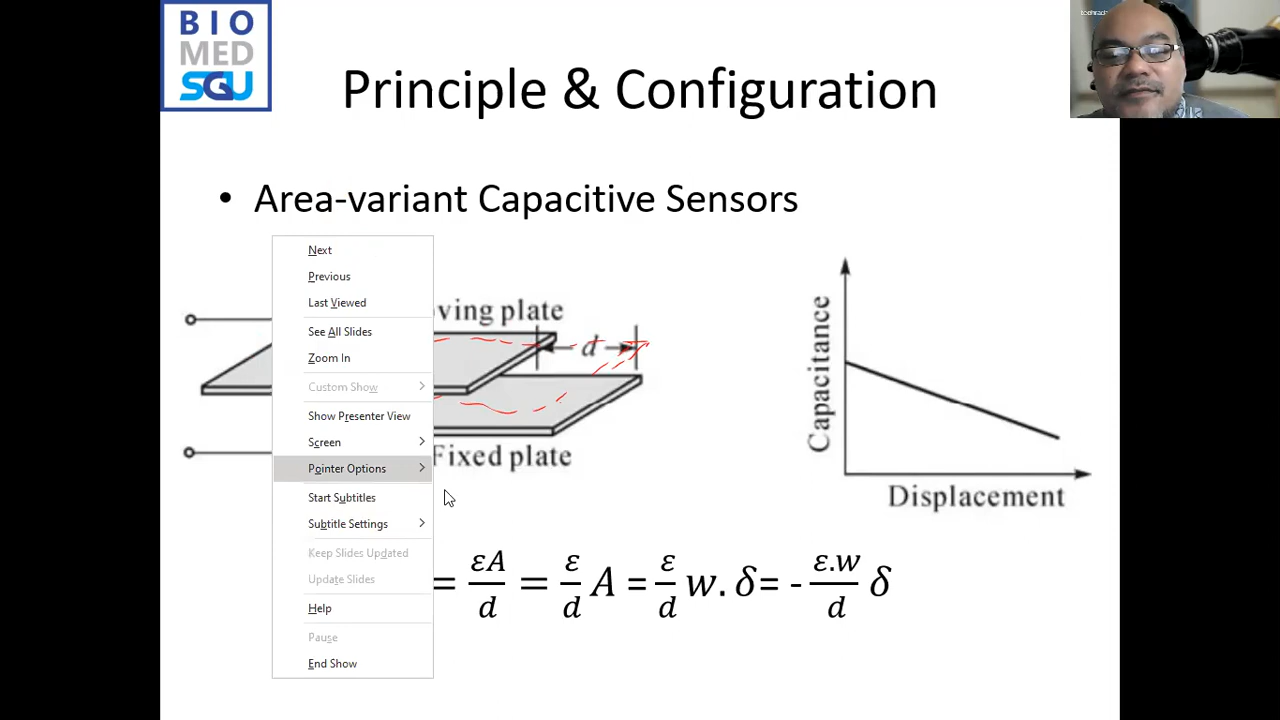 BIO
MED
SGU
Principle & Configuration
• Area-variant Capacitive Sensors
Next
Previous
Last Viewed
See All Slides
Zoom In
Custom Show
Show Presenter View
Screen
Pointer Options
Start Subtitles
Subtitle Settings
Keep Slides Updated
Update Slides
Help
Pause
End Show
ving plate
d
Fixed plate
Capacitance
Displacement
= εA/d = ε/d A = ε/d w. δ= - ε.w/d δ